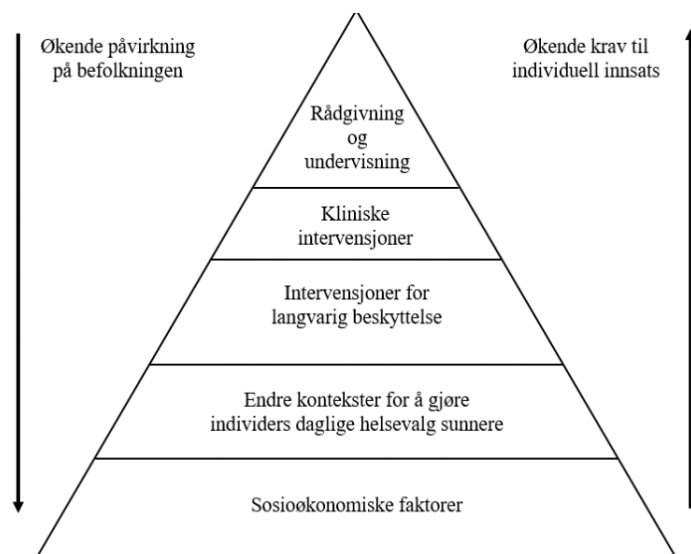 Økende påvirkning
på befolkningen
Økende krav til
individuell innsats
Rådgivning
og
undervisning
Kliniske
intervensjoner
Intervensjoner for
langvarig beskyttelse
Endre kontekster for å gjøre
individers daglige helsevalg sunnere
Sosioøkonomiske faktorer